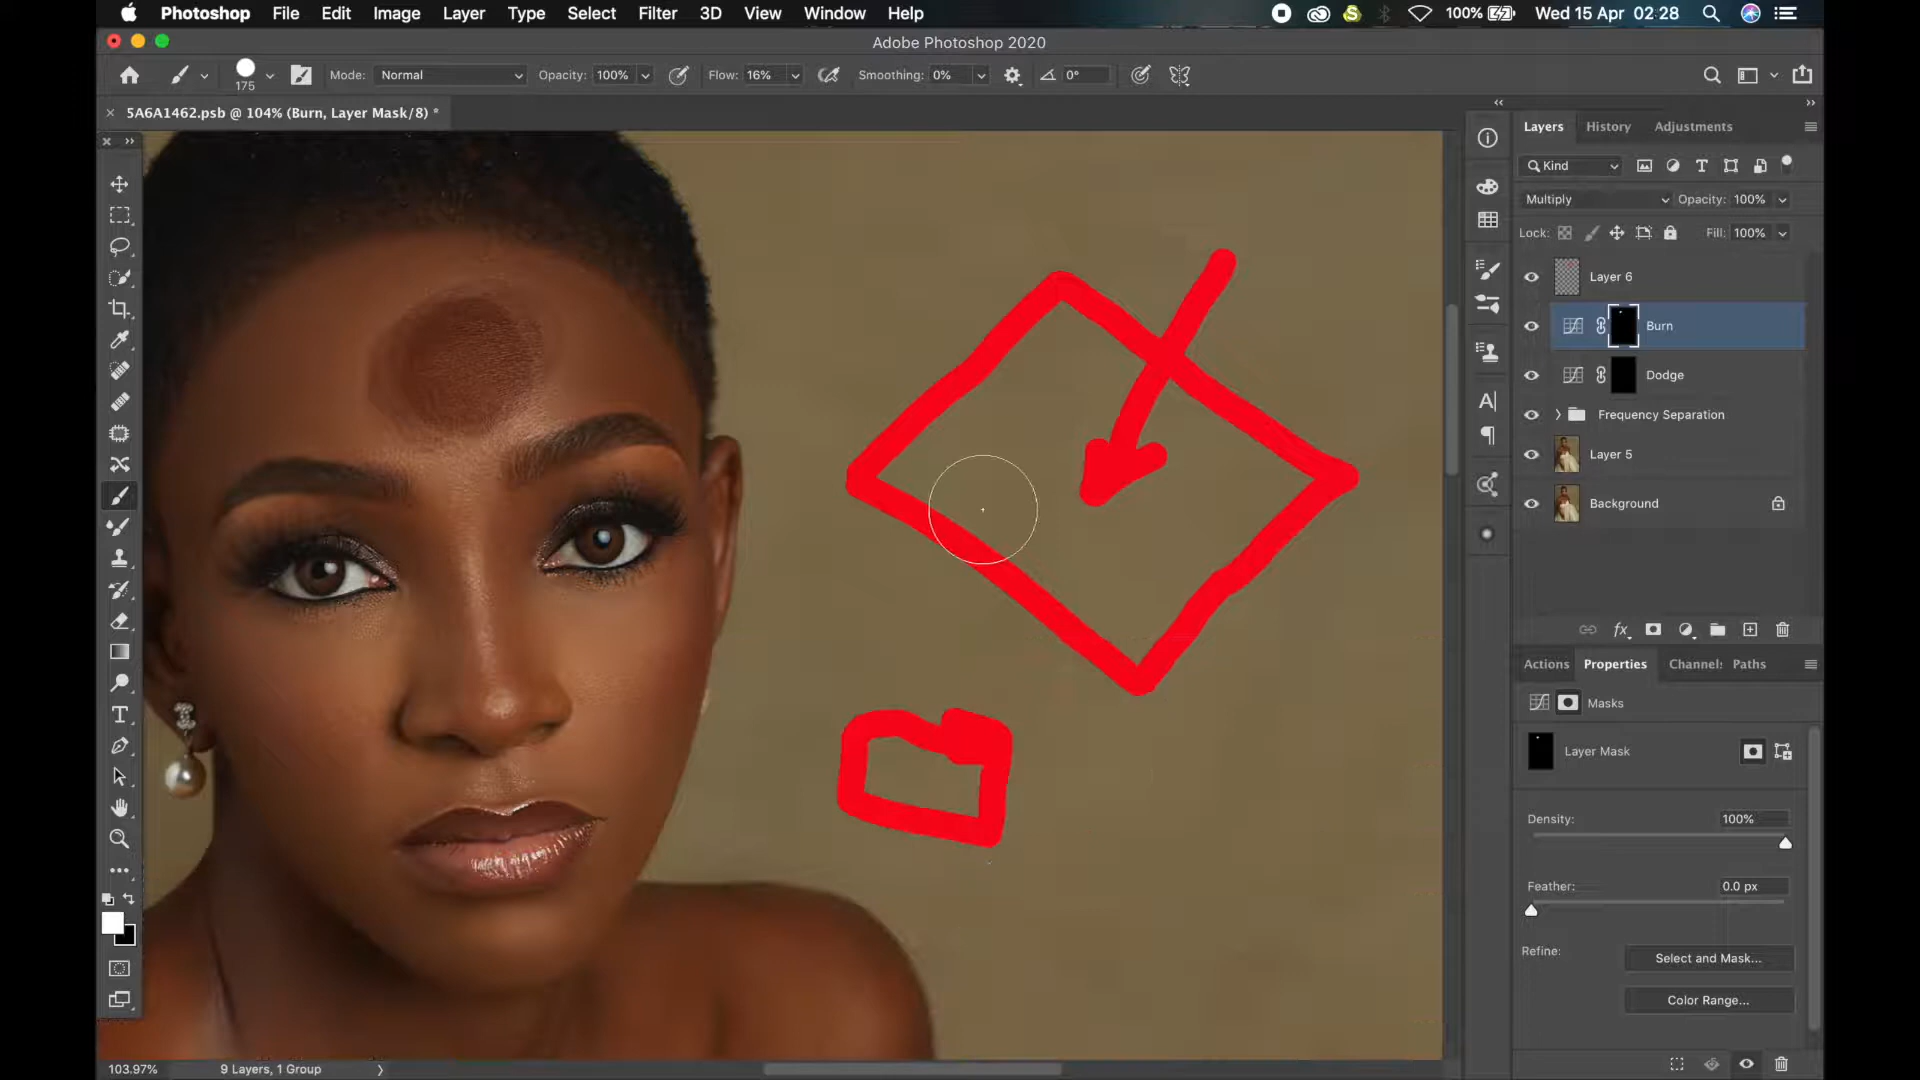 Photoshop File Edit Image Layer Type Select Filter 3D View Window Help 100% Wed 15 Apr 02:28
Adobe Photoshop 2020
175 Mode: Normal Opacity: 100% Flow: 16% Smoothing: 0% 0°
5A6A1462.psb @ 104% (Burn, Layer Mask/8) *
Layers History Adjustments
Kind
Multiply Opacity: 100%
Lock: Fill: 100%
Layer 6
Burn
Dodge
Frequency Separation
Layer 5
Background
Actions Properties Channel: Paths
Masks
Layer Mask
Density: 100%
Feather: 0.0 px
Refine: Select and Mask...
Color Range...
103.97% 9 Layers, 1 Group